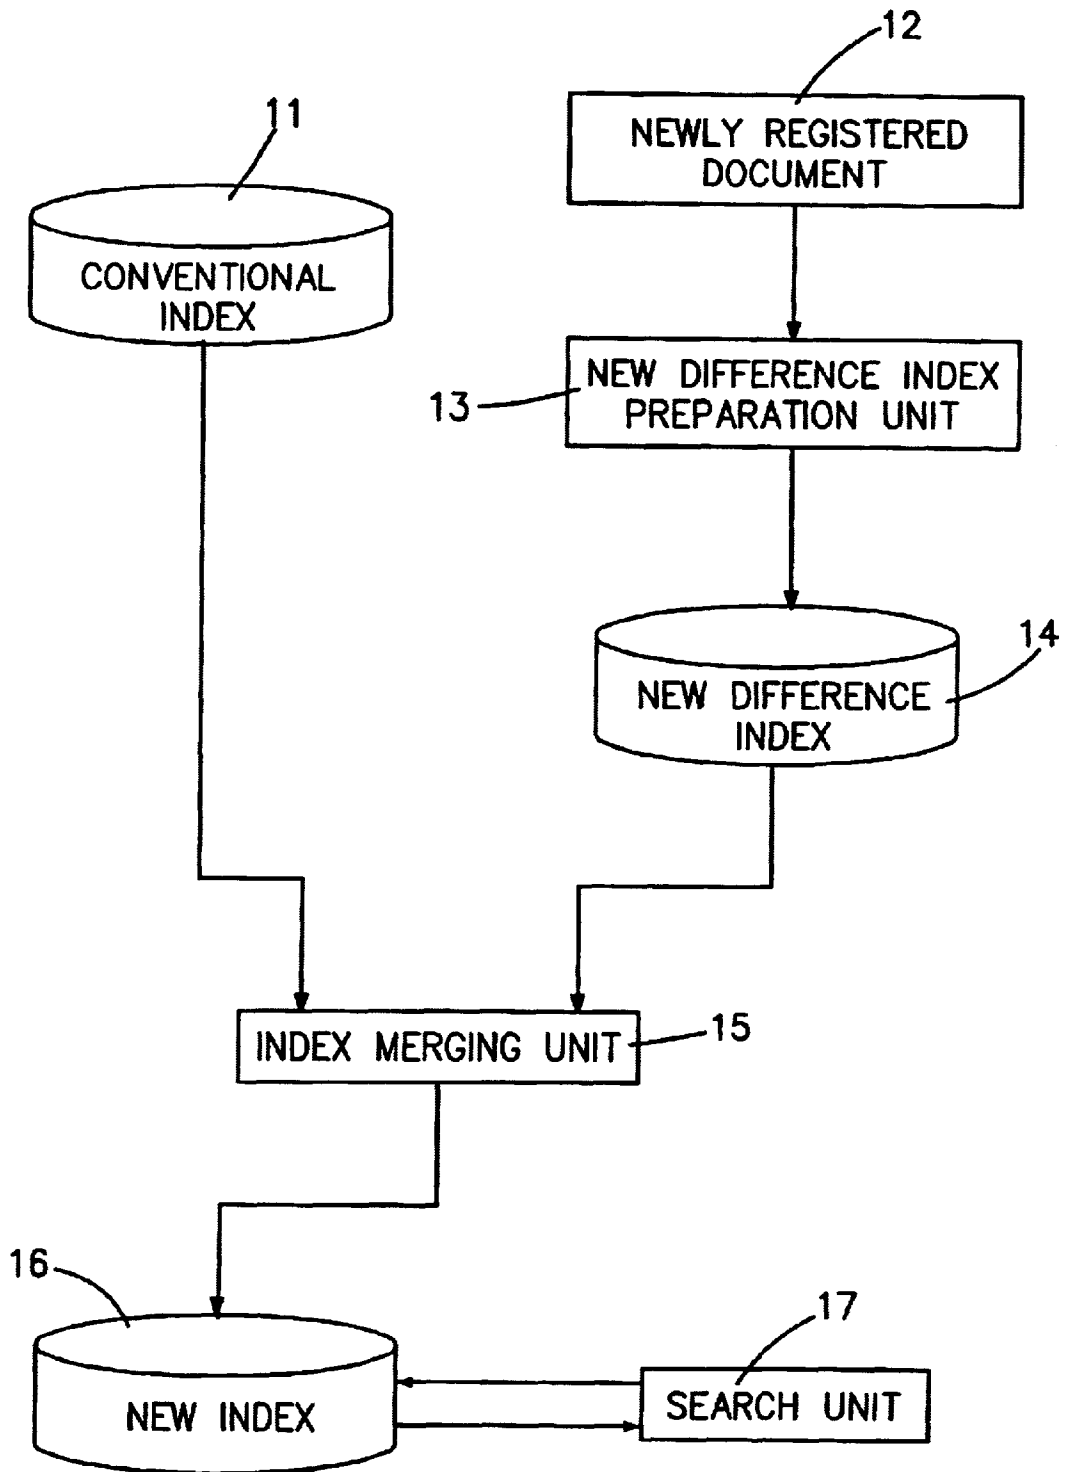 12
NEWLY REGISTERED
DOCUMENT
11
CONVENTIONAL
INDEX
13
NEW DIFFERENCE INDEX
PREPARATION UNIT
14
NEW DIFFERENCE
INDEX
INDEX MERGING UNIT
15
16
NEW INDEX
17
SEARCH UNIT